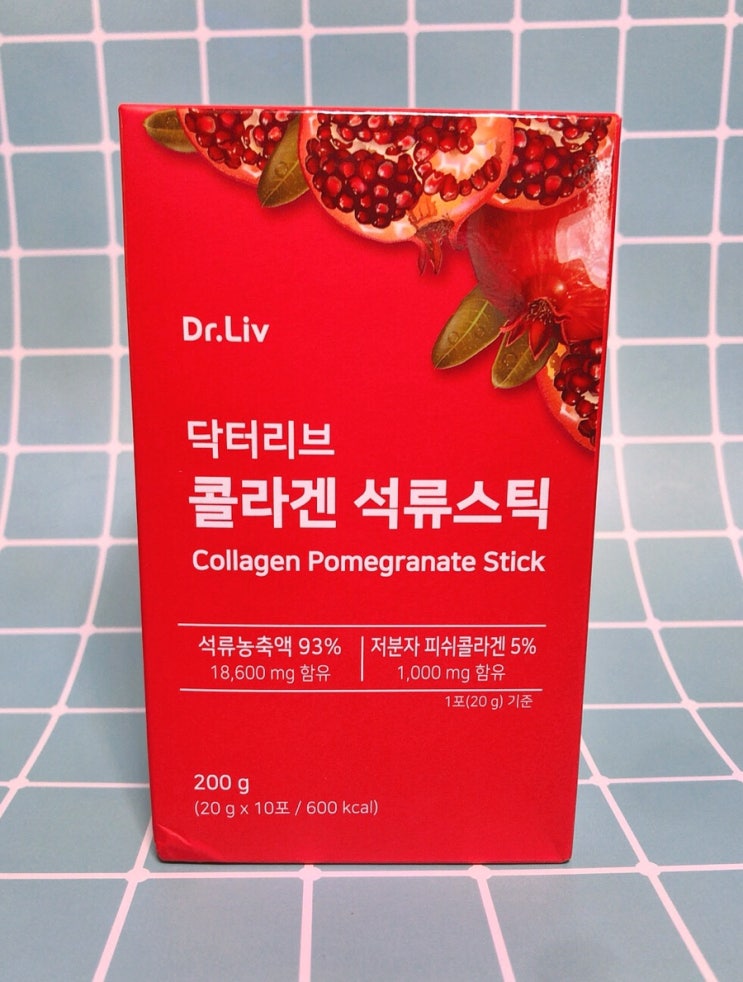 Dr.Liv
닥터리브
콜라겐 석류스틱
Collagen Pomegranate Stick
석류농축액 93%
18,600 mg 함유
저분자 피쉬콜라겐 5%
1,000 mg 함유
1포(20 g) 기준
200 g
(20 g x 10포 / 600 kcal)